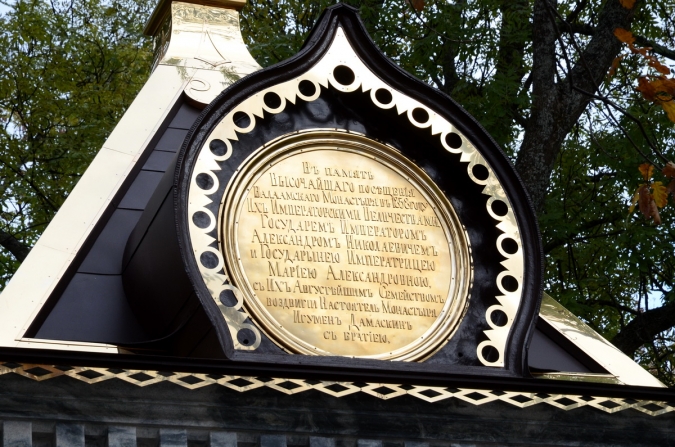 Въ память
Высочайшаго посѣщенія
Валаамскаго Монастыря въ 1858 году
Ихъ Императорскими Величествами
Государемъ Императоромъ
Александромъ Николаевичемъ
и Государынею Императрицею
Маріею Александровною,
съ Ихъ Августѣйшимъ Семействомъ,
воздвигъ Настоятель Монастыря
Игуменъ Дамаскинъ
съ братіею.